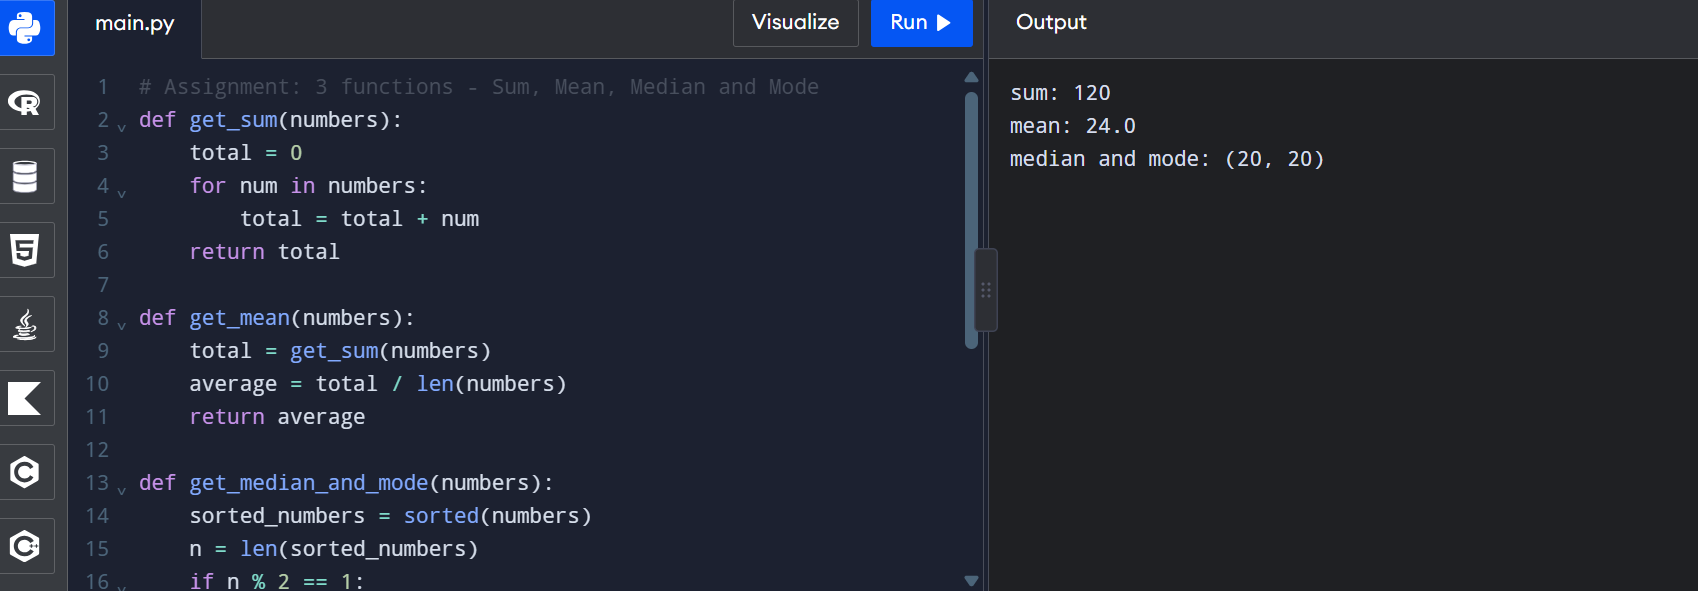 main.py
Visualize
Run
Output
1 # Assignment: 3 functions - Sum, Mean, Median and Mode
2 def get_sum(numbers):
3     total = 0
4     for num in numbers:
5         total = total + num
6     return total
7
8 def get_mean(numbers):
9     total = get_sum(numbers)
10     average = total / len(numbers)
11     return average
12
13 def get_median_and_mode(numbers):
14     sorted_numbers = sorted(numbers)
15     n = len(sorted_numbers)
16     if n % 2 == 1:
sum: 120
mean: 24.0
median and mode: (20, 20)